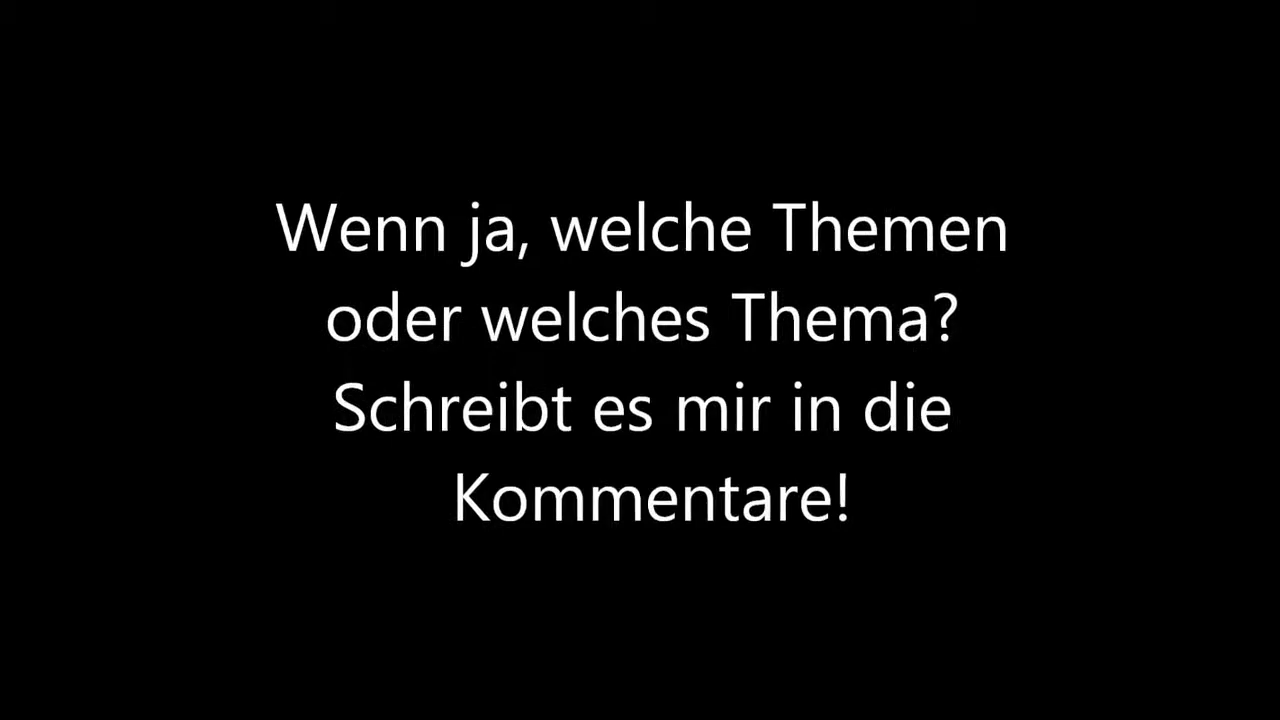 Wenn ja, welche Themen
oder welches Thema?
Schreibt es mir in die
Kommentare!